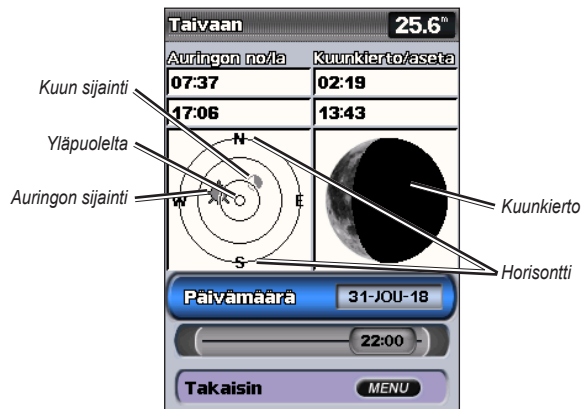 Taivaan 25.6m
Auringon no/la Kuunkierto/aseta
07:37 02:19
17:06 13:43
Kuun sijainti
N
Yläpuolelta
Auringon sijainti
W E
Kuunkierto
S
Horisontti
Päivämäärä 31-JOU-18
22:00
Takaisin MENU